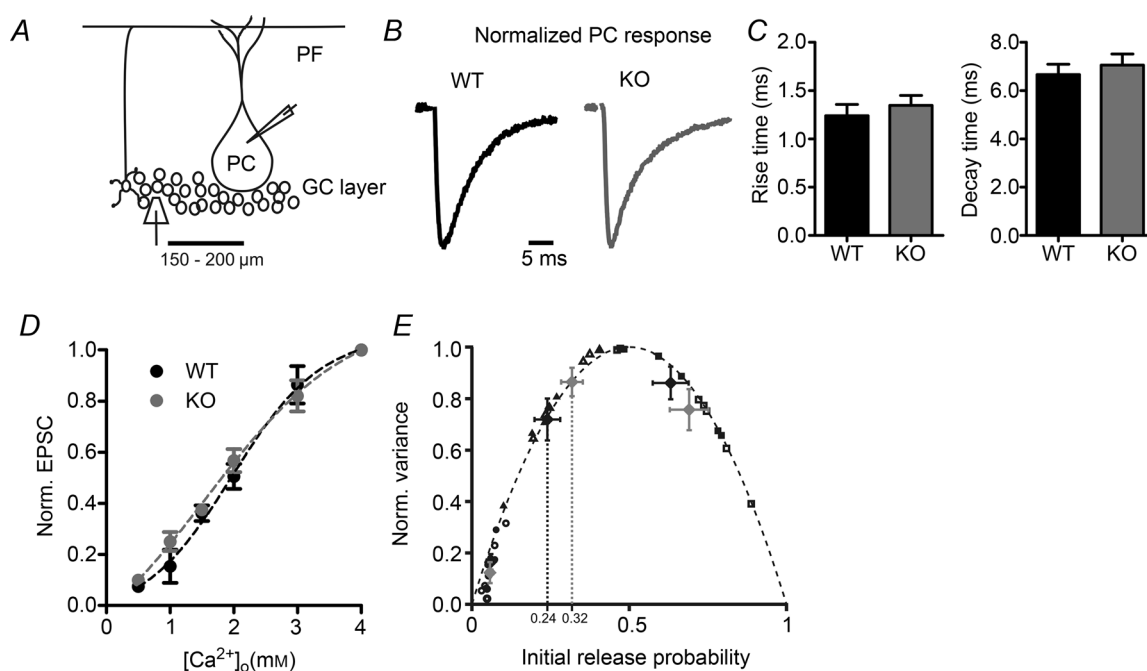 A
PF
PC
GC layer
150 - 200 µm
B
Normalized PC response
WT
KO
5 ms
C
Rise time (ms)
2.0
1.5
1.0
0.5
0.0
WT
KO
Decay time (ms)
8.0
6.0
4.0
2.0
0.0
WT
KO
D
WT
KO
Norm. EPSC
1.0
0.8
0.6
0.4
0.2
0.0
0
1
2
3
4
[Ca²⁺]ₒ(mM)
E
Norm. variance
1.0
0.8
0.6
0.4
0.2
0.0
0
0.24
0.32
0.5
1
Initial release probability